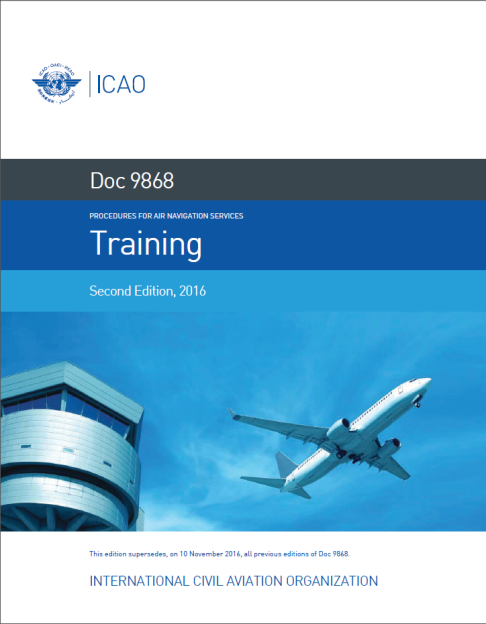 ICAO
Doc 9868
PROCEDURES FOR AIR NAVIGATION SERVICES
Training
Second Edition, 2016
This edition supersedes, on 10 November 2016, all previous editions of Doc 9868.
INTERNATIONAL CIVIL AVIATION ORGANIZATION